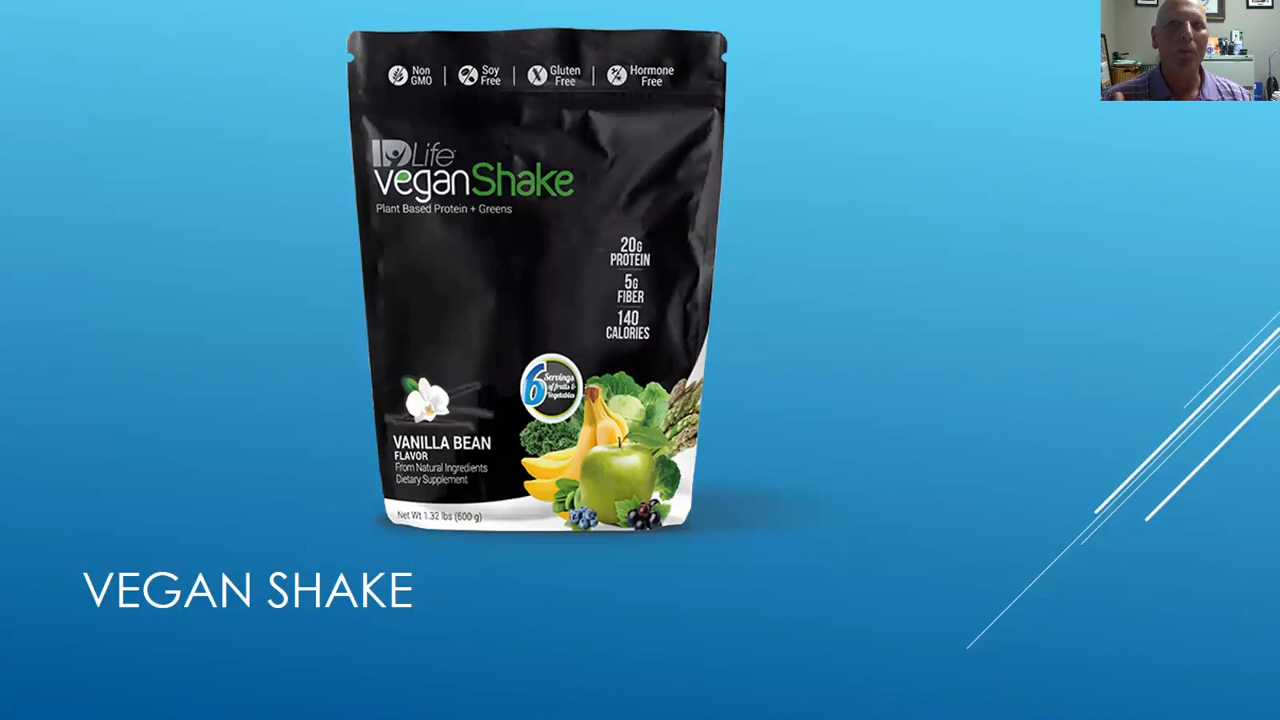 Non
GMO
Soy
Free
Gluten
Free
Hormone
Free
IDLife
veganShake
Plant Based Protein + Greens
20G
PROTEIN
5G
FIBER
140
CALORIES
6 Servings
of fruits &
Vegetables
VANILLA BEAN
FLAVOR
From Natural Ingredients
Dietary Supplement
Net Wt 1.32 lbs (600 g)
VEGAN SHAKE